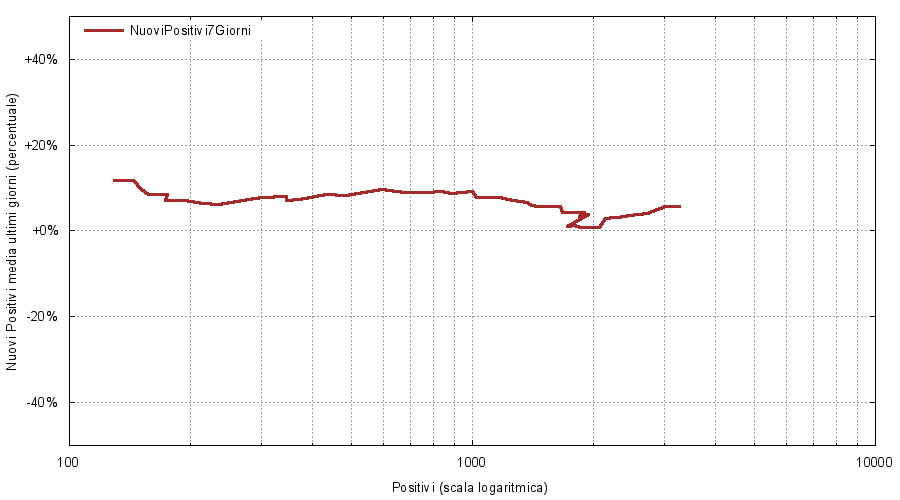 NuoviPositivi7Giorni
+40%
+20%
+0%
-20%
-40%
Nuovi Positivi media ultimi giorni (percentuale)
100 1000 10000
Positivi (scala logaritmica)